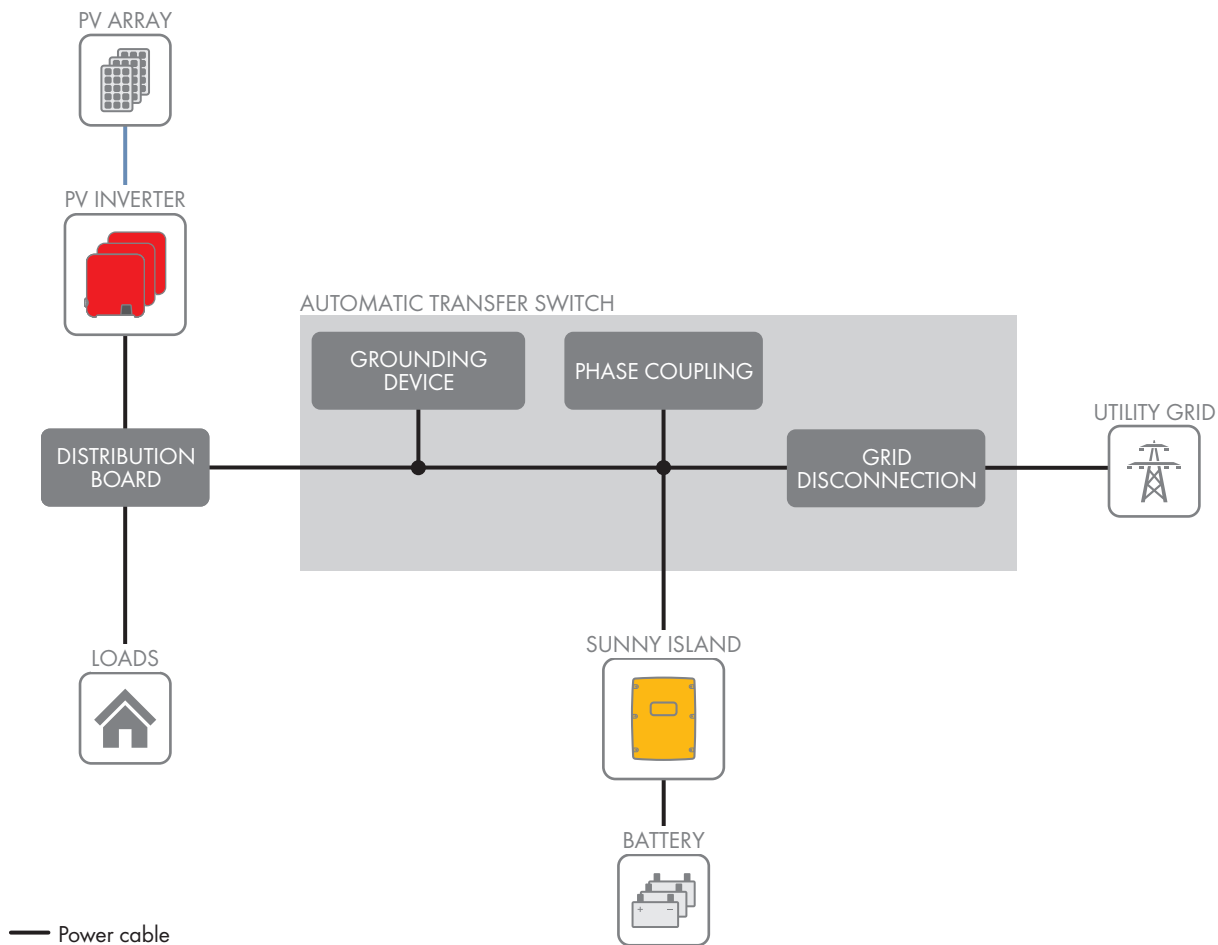 PV ARRAY
PV INVERTER
AUTOMATIC TRANSFER SWITCH
GROUNDING
DEVICE
PHASE COUPLING
UTILITY GRID
DISTRIBUTION
BOARD
GRID
DISCONNECTION
SUNNY ISLAND
LOADS
BATTERY
+ −
Power cable